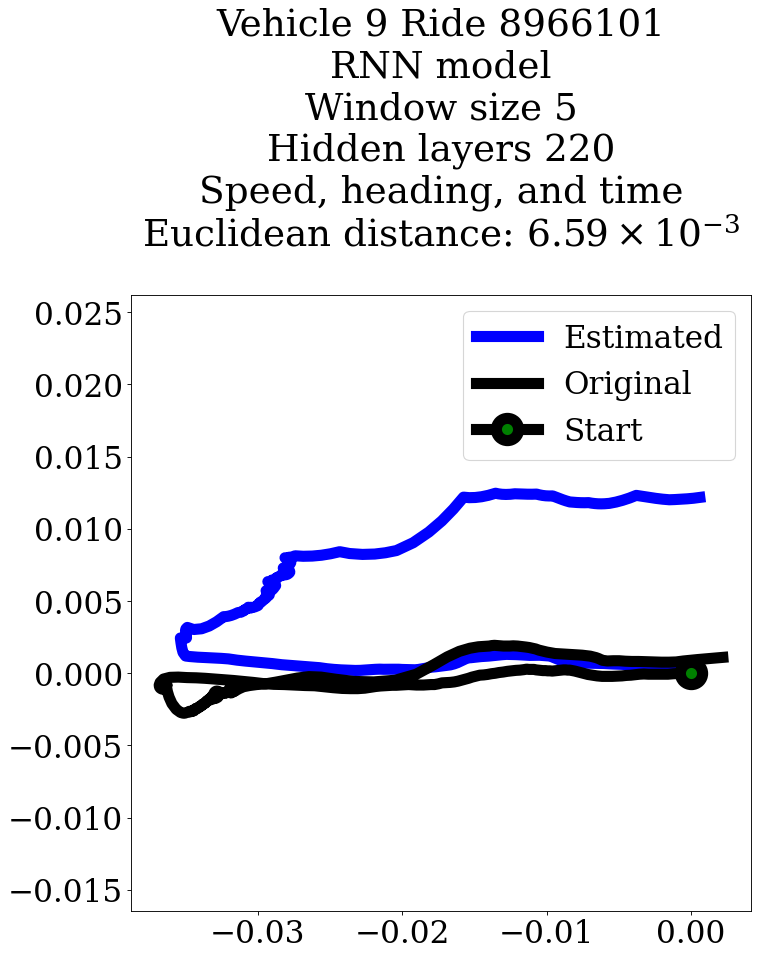 Vehicle 9 Ride 8966101
RNN model
Window size 5
Hidden layers 220
Speed, heading, and time
Euclidean distance: 6.59 × 10⁻³
Estimated
Original
Start
0.025
0.020
0.015
0.010
0.005
0.000
−0.005
−0.010
−0.015
−0.03 −0.02 −0.01 0.00